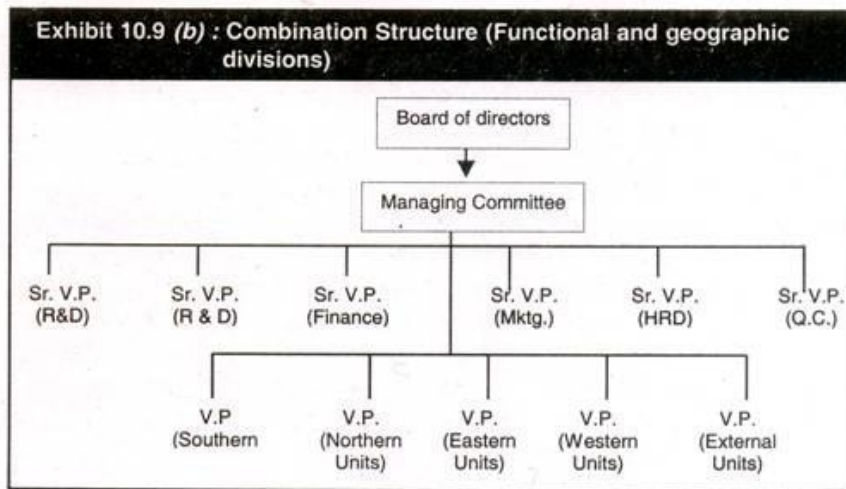 Exhibit 10.9 (b) : Combination Structure (Functional and geographic
divisions)
Board of directors
Managing Committee
Sr. V.P.
(R&D)
Sr. V.P.
(R & D)
Sr. V.P.
(Finance)
Sr. V.P.
(Mktg.)
Sr. V.P.
(HRD)
Sr. V.P.
(Q.C.)
V.P
(Southern
V.P.
(Northern
Units)
V.P.
(Eastern
Units)
V.P.
(Western
Units)
V.P.
(External
Units)